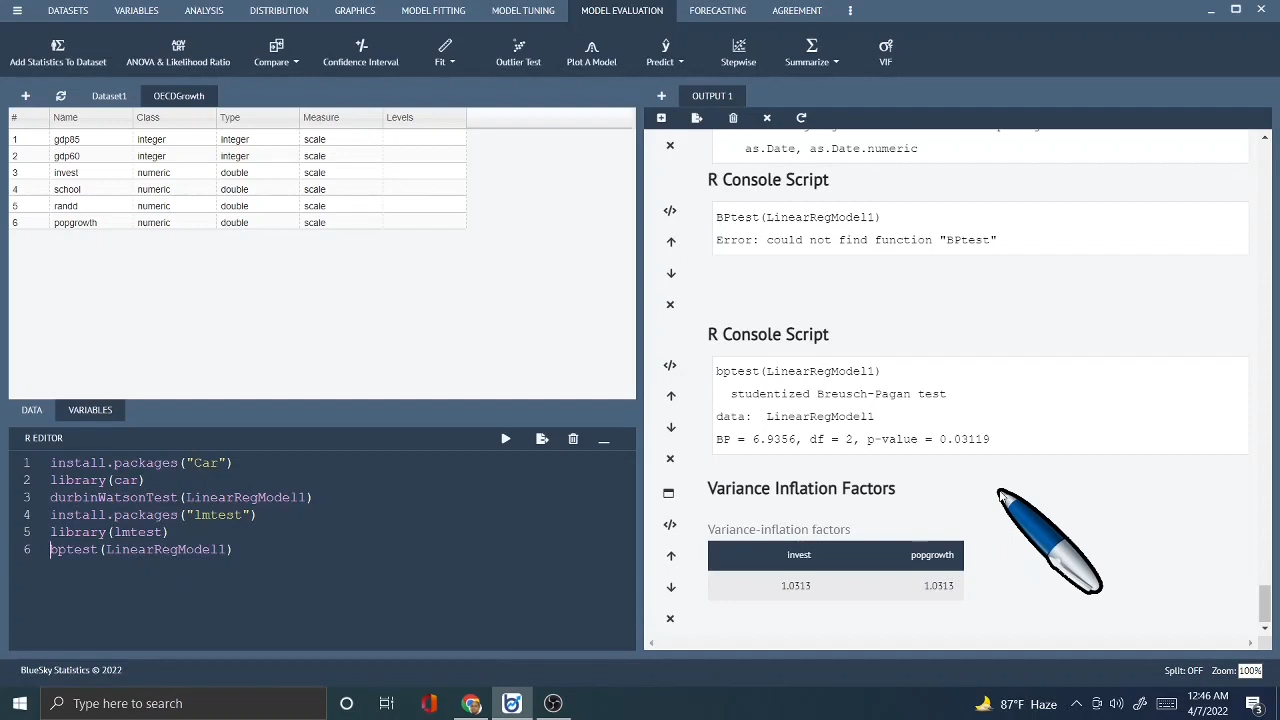 DATASETS VARIABLES ANALYSIS DISTRIBUTION GRAPHICS MODEL FITTING MODEL TUNING MODEL EVALUATION FORECASTING AGREEMENT
Add Statistics To Dataset ANOVA & Likelihood Ratio Compare Confidence Interval Fit Outlier Test Plot A Model Predict Stepwise Summarize VIF
Dataset1 OECDGrowth
# Name Class Type Measure Levels
1 gdp85 integer integer scale
2 gdp60 integer integer scale
3 invest numeric double scale
4 school numeric double scale
5 randd numeric double scale
6 popgrowth numeric double scale
DATA VARIABLES
R EDITOR
1 install.packages("Car")
2 library(car)
3 durbinWatsonTest(LinearRegModel1)
4 install.packages("lmtest")
5 library(lmtest)
6 bptest(LinearRegModel1)
OUTPUT 1
as.Date, as.Date.numeric
R Console Script
BPtest(LinearRegModel1)
Error: could not find function "BPtest"
R Console Script
bptest(LinearRegModel1)
studentized Breusch-Pagan test
data: LinearRegModel1
BP = 6.9356, df = 2, p-value = 0.03119
Variance Inflation Factors
Variance-inflation factors
invest popgrowth
1.0313 1.0313
BlueSky Statistics © 2022
Split: OFF Zoom: 100%
Type here to search
87°F Haze
12:46 AM
4/7/2022
3